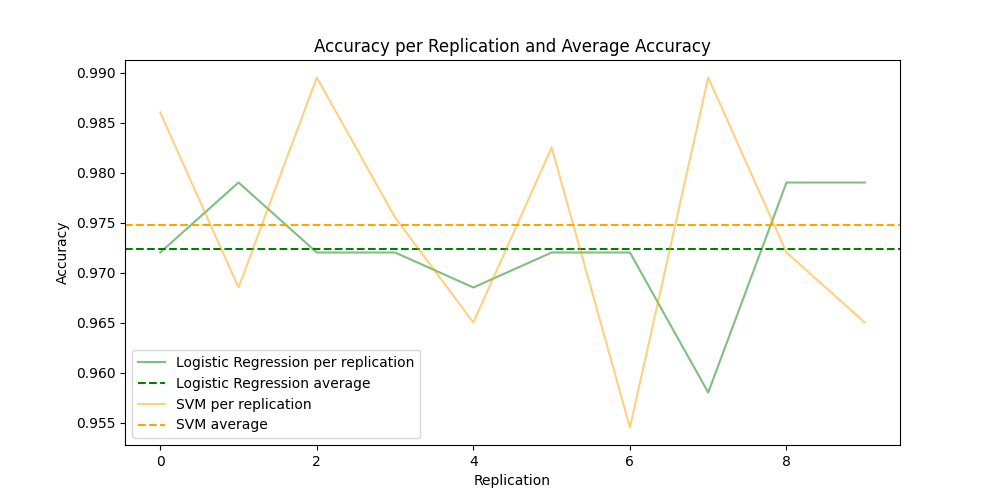 Accuracy per Replication and Average Accuracy
0.990
0.985
0.980
0.975
0.970
0.965
0.960
0.955
Accuracy
Logistic Regression per replication
Logistic Regression average
SVM per replication
SVM average
0 2 4 6 8
Replication